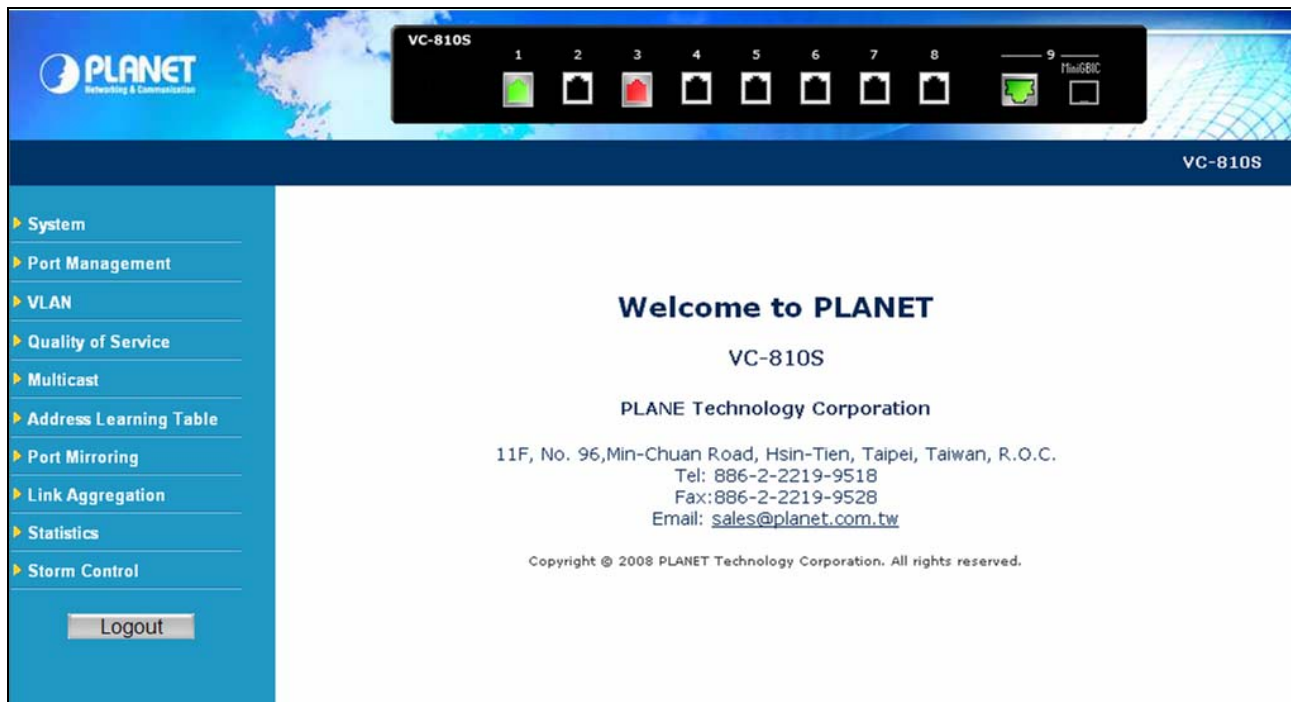 PLANET
Networking & Communication
VC-810S
1 2 3 4 5 6 7 8 9
MiniGBIC
VC-810S
System
Port Management
VLAN
Quality of Service
Multicast
Address Learning Table
Port Mirroring
Link Aggregation
Statistics
Storm Control
Logout
Welcome to PLANET
VC-810S
PLANE Technology Corporation
11F, No. 96,Min-Chuan Road, Hsin-Tien, Taipei, Taiwan, R.O.C.
Tel: 886-2-2219-9518
Fax:886-2-2219-9528
Email: sales@planet.com.tw
Copyright © 2008 PLANET Technology Corporation. All rights reserved.